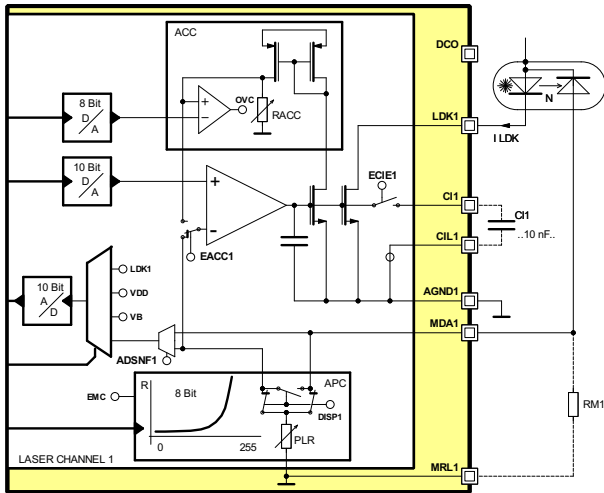 ACC
DCO
8 Bit
D
A
OVC
RACC
N
LDK1
I LDK
10 Bit
D
A
ECIE1
CI1
CI1
..10 nF..
CIL1
EACC1
LDK1
VDD
VB
10 Bit
A
D
AGND1
MDA1
ADSNF1
R
8 Bit
APC
EMC
DISP1
PLR
0
255
RM1
LASER CHANNEL 1
MRL1